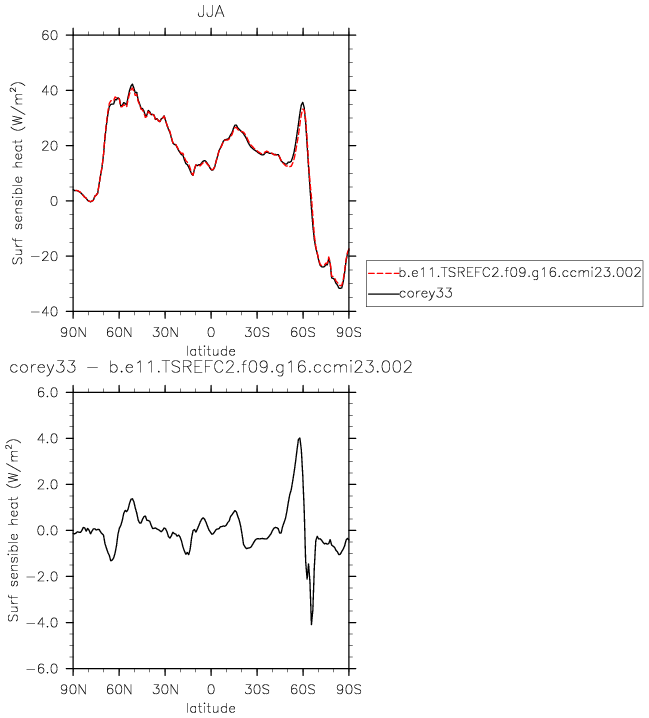 JJA
60
40
20
0
−20
−40
Surf sensible heat (W/m²)
90N 60N 30N 0 30S 60S 90S
latitude
b.e11.TSREFC2.f09.g16.ccmi23.002
corey33
corey33 − b.e11.TSREFC2.f09.g16.ccmi23.002
6.0
4.0
2.0
0.0
−2.0
−4.0
−6.0
Surf sensible heat (W/m²)
90N 60N 30N 0 30S 60S 90S
latitude